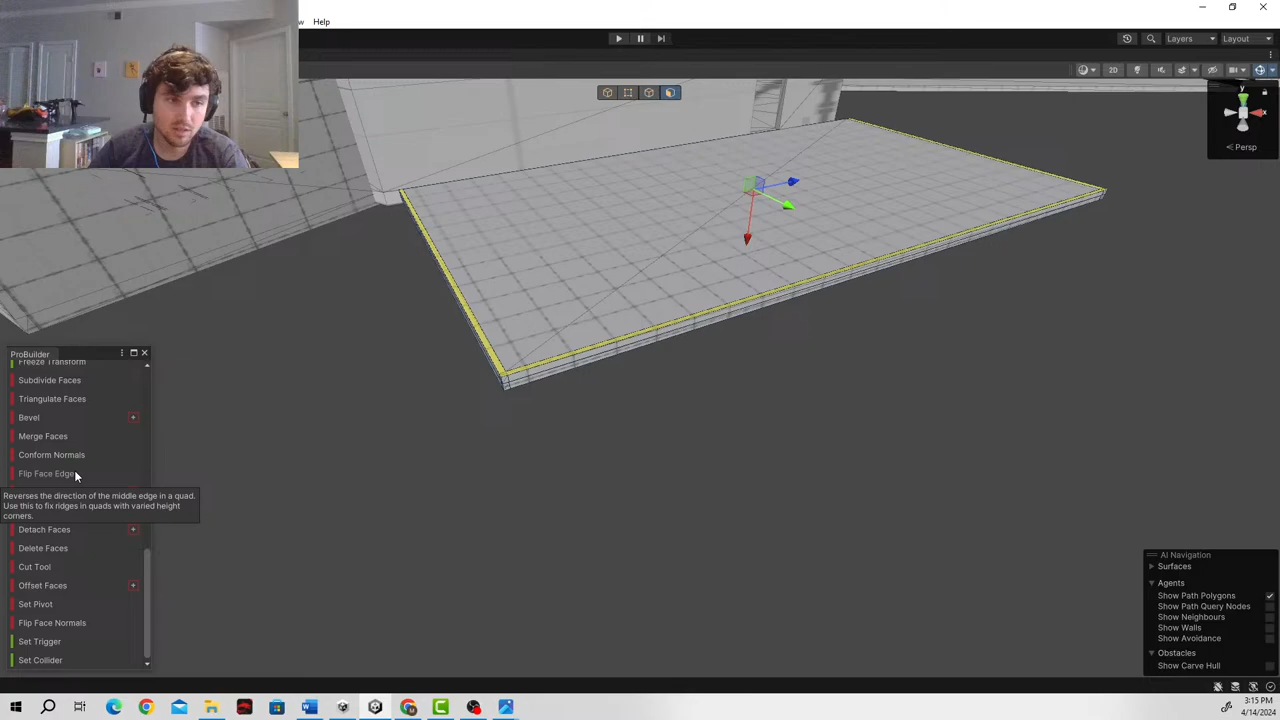 Help
Layers
Layout
2D
y
x
Persp
ProBuilder
Freeze Transform
Subdivide Faces
Triangulate Faces
Bevel
Merge Faces
Conform Normals
Flip Face Edge
Reverses the direction of the middle edge in a quad.
Use this to fix ridges in quads with varied height
corners.
Detach Faces
Delete Faces
Cut Tool
Offset Faces
Set Pivot
Flip Face Normals
Set Trigger
Set Collider
AI Navigation
Surfaces
Agents
Show Path Polygons
Show Path Query Nodes
Show Neighbours
Show Walls
Show Avoidance
Obstacles
Show Carve Hull
3:15 PM
4/14/2024